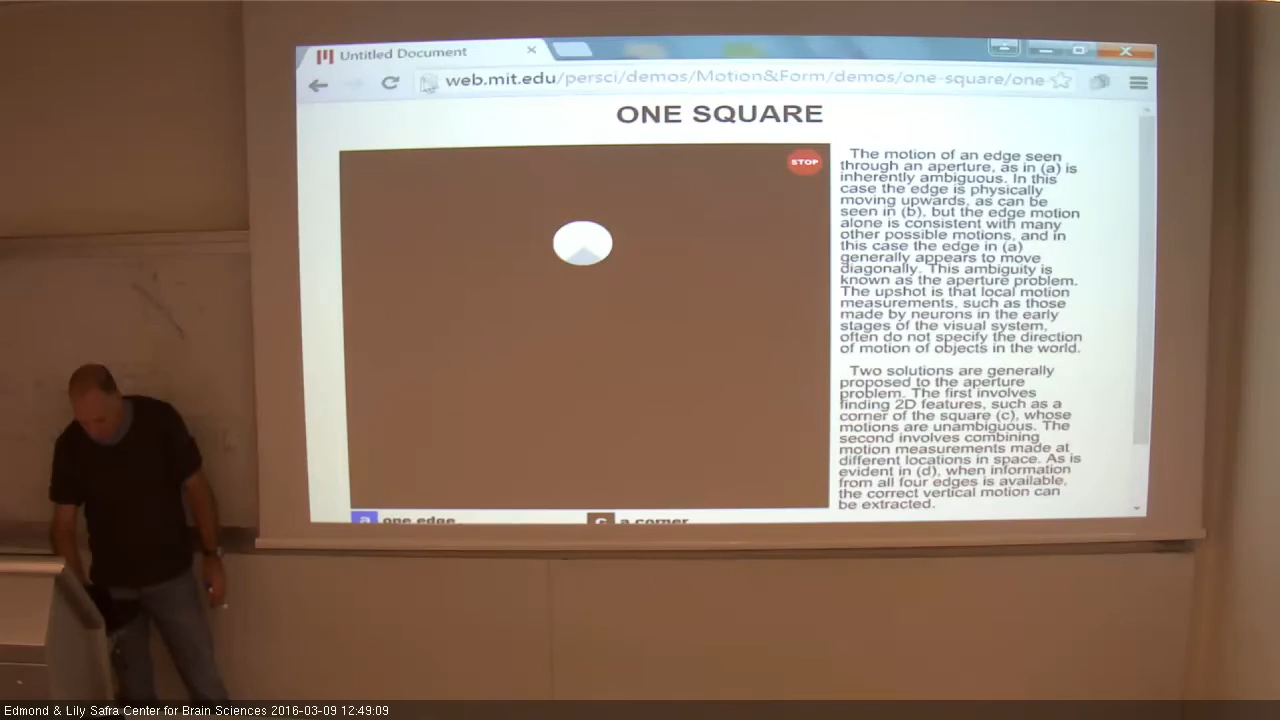 Untitled Document
web.mit.edu/persci/demos/Motion&Form/demos/one-square/one
ONE SQUARE
STOP
The motion of an edge seen
through an aperture, as in (a) is
inherently ambiguous. In this
case the edge is physically
moving upwards, as can be
seen in (b), but the edge motion
alone is consistent with many
other possible motions, and in
this case the edge in (a)
generally appears to move
diagonally. This ambiguity is
known as the aperture problem.
The upshot is that local motion
measurements, such as those
made by neurons in the early
stages of the visual system,
often do not specify the direction
of motion of objects in the world.
Two solutions are generally
proposed to the aperture
problem. The first involves
finding 2D features, such as a
corner of the square (c), whose
motions are unambiguous. The
second involves combining
motion measurements made at
different locations in space. As is
evident in (d), when information
from all four edges is available,
the correct vertical motion can
be extracted.
a one edge
c a corner
Edmond & Lily Safra Center for Brain Sciences 2016-03-09 12:49:09